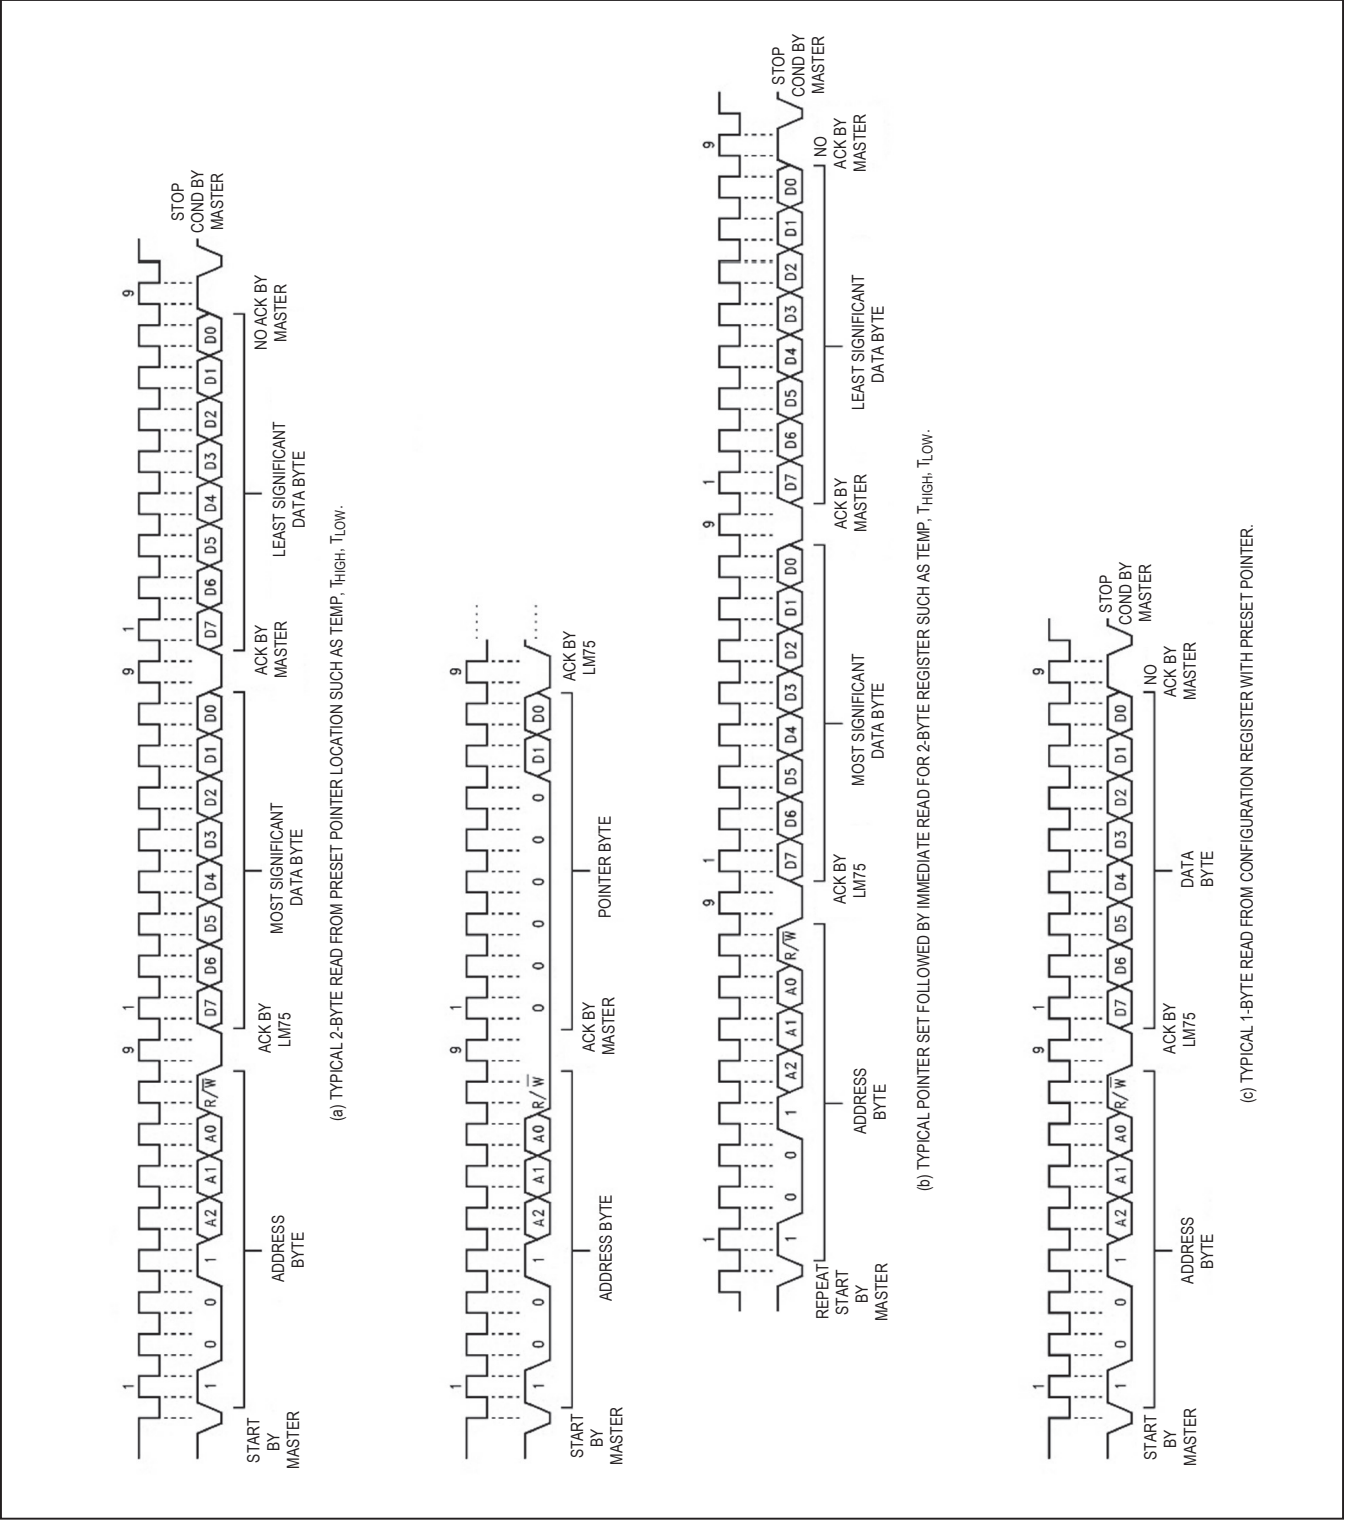 1 9 1 9 1 9
1 0 0 1 A2 A1 A0 R/W D7 D6 D5 D4 D3 D2 D1 D0 D7 D6 D5 D4 D3 D2 D1 D0
STOP
COND BY
MASTER
START
BY
MASTER
ADDRESS
BYTE
ACK BY
LM75
MOST SIGNIFICANT
DATA BYTE
ACK BY
MASTER
LEAST SIGNIFICANT
DATA BYTE
NO ACK BY
MASTER
(a) TYPICAL 2-BYTE READ FROM PRESET POINTER LOCATION SUCH AS TEMP, THIGH, TLOW.
1 9 1 9
1 0 0 1 A2 A1 A0 R/W 0 0 0 0 0 0 D1 D0
START
BY
MASTER
ADDRESS BYTE
ACK BY
MASTER
POINTER BYTE
ACK BY
LM75
1 9 1 9 1 9
1 0 0 1 A2 A1 A0 R/W D7 D6 D5 D4 D3 D2 D1 D0 D7 D6 D5 D4 D3 D2 D1 D0
STOP
COND BY
MASTER
REPEAT
START
BY
MASTER
ADDRESS
BYTE
ACK BY
LM75
MOST SIGNIFICANT
DATA BYTE
ACK BY
MASTER
LEAST SIGNIFICANT
DATA BYTE
NO
ACK BY
MASTER
(b) TYPICAL POINTER SET FOLLOWED BY IMMEDIATE READ FOR 2-BYTE REGISTER SUCH AS TEMP, THIGH, TLOW.
1 9 1 9
1 0 0 1 A2 A1 A0 R/W D7 D6 D5 D4 D3 D2 D1 D0
STOP
COND BY
MASTER
START
BY
MASTER
ADDRESS
BYTE
ACK BY
LM75
DATA
BYTE
NO
ACK BY
MASTER
(c) TYPICAL 1-BYTE READ FROM CONFIGURATION REGISTER WITH PRESET POINTER.